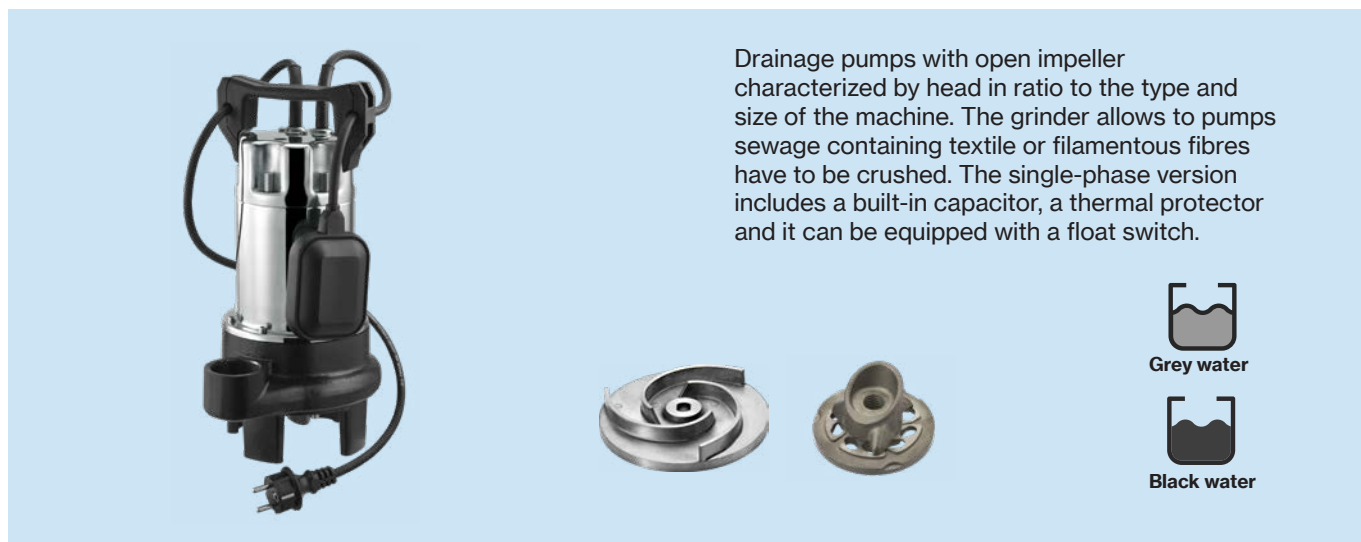 Drainage pumps with open impeller
characterized by head in ratio to the type and
size of the machine. The grinder allows to pumps
sewage containing textile or filamentous fibres
have to be crushed. The single-phase version
includes a built-in capacitor, a thermal protector
and it can be equipped with a float switch.
Grey water
Black water